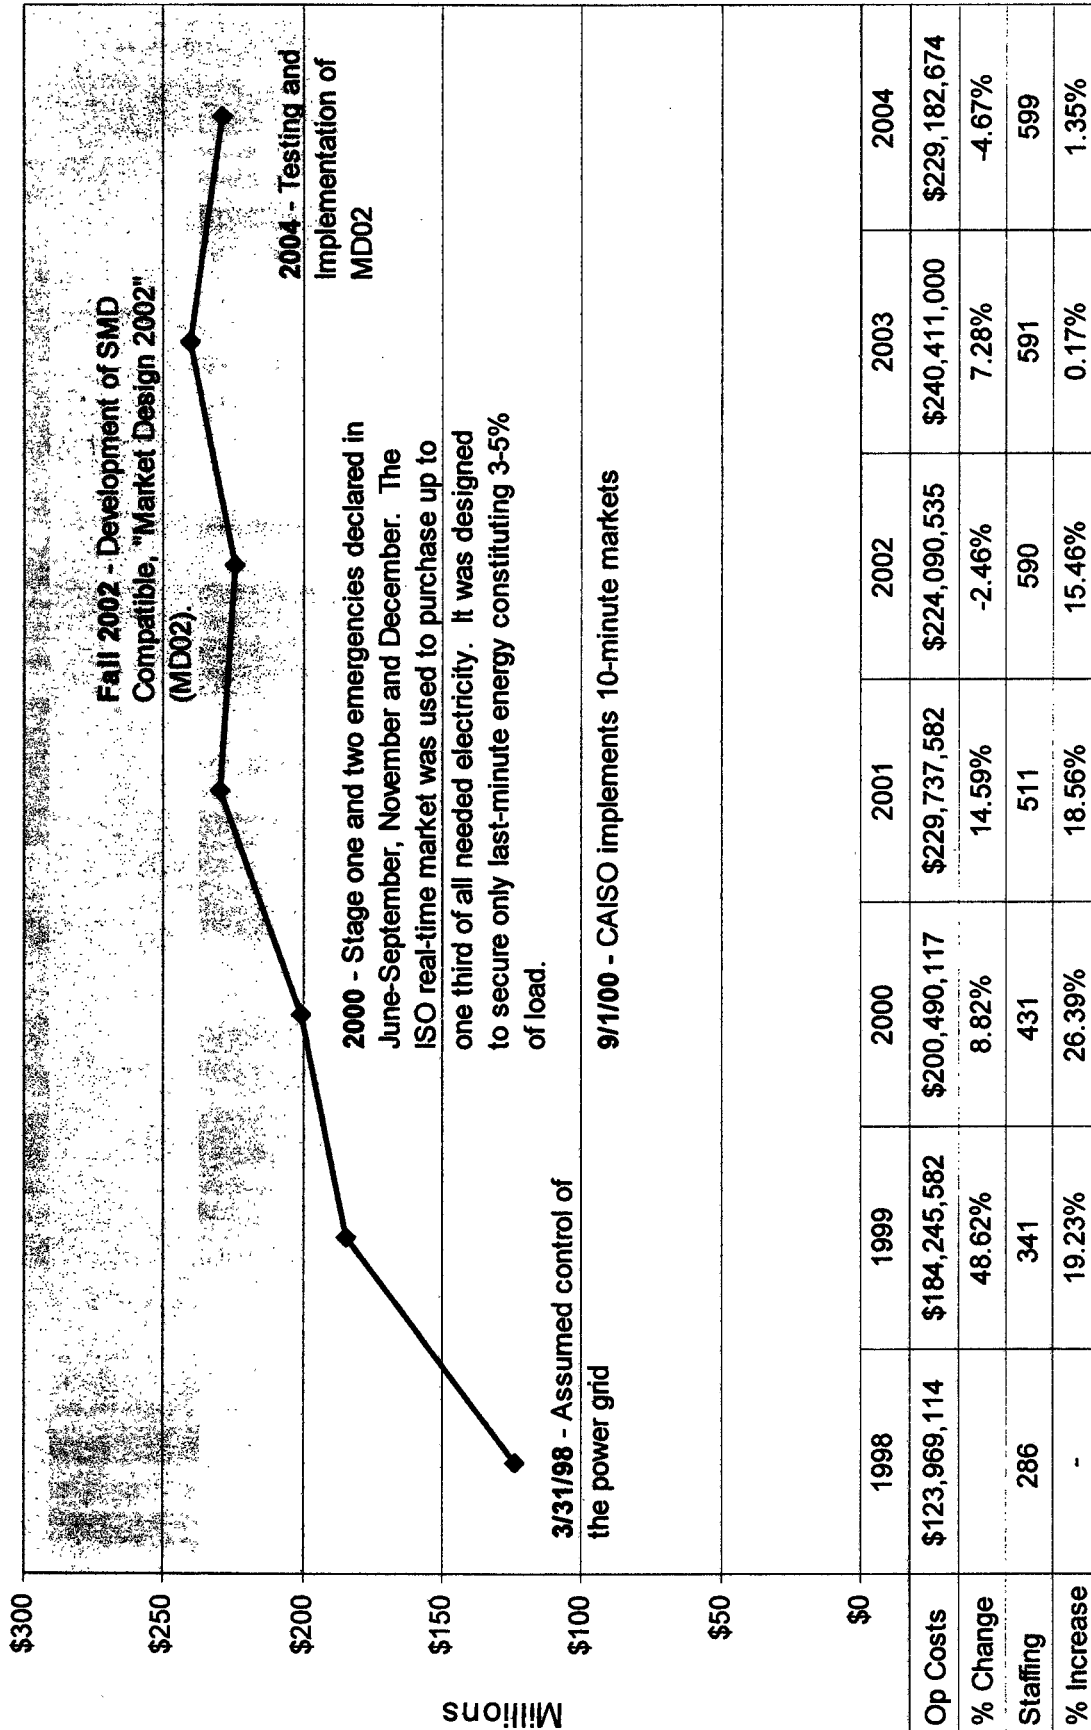 $300
$250
$200
$150
$100
$50
$0
Millions
Fall 2002 - Development of SMD
Compatible, "Market Design 2002"
(MD02).
2004 - Testing and
Implementation of
MD02
2000 - Stage one and two emergencies declared in
June-September, November and December. The
ISO real-time market was used to purchase up to
one third of all needed electricity. It was designed
to secure only last-minute energy constituting 3-5%
of load.
3/31/98 - Assumed control of
the power grid
9/1/00 - CAISO implements 10-minute markets
1998 1999 2000 2001 2002 2003 2004
Op Costs $123,969,114 $184,245,582 $200,490,117 $229,737,582 $224,090,535 $240,411,000 $229,182,674
% Change 48.62% 8.82% 14.59% -2.46% 7.28% -4.67%
Staffing 286 341 431 511 590 591 599
% Increase - 19.23% 26.39% 18.56% 15.46% 0.17% 1.35%